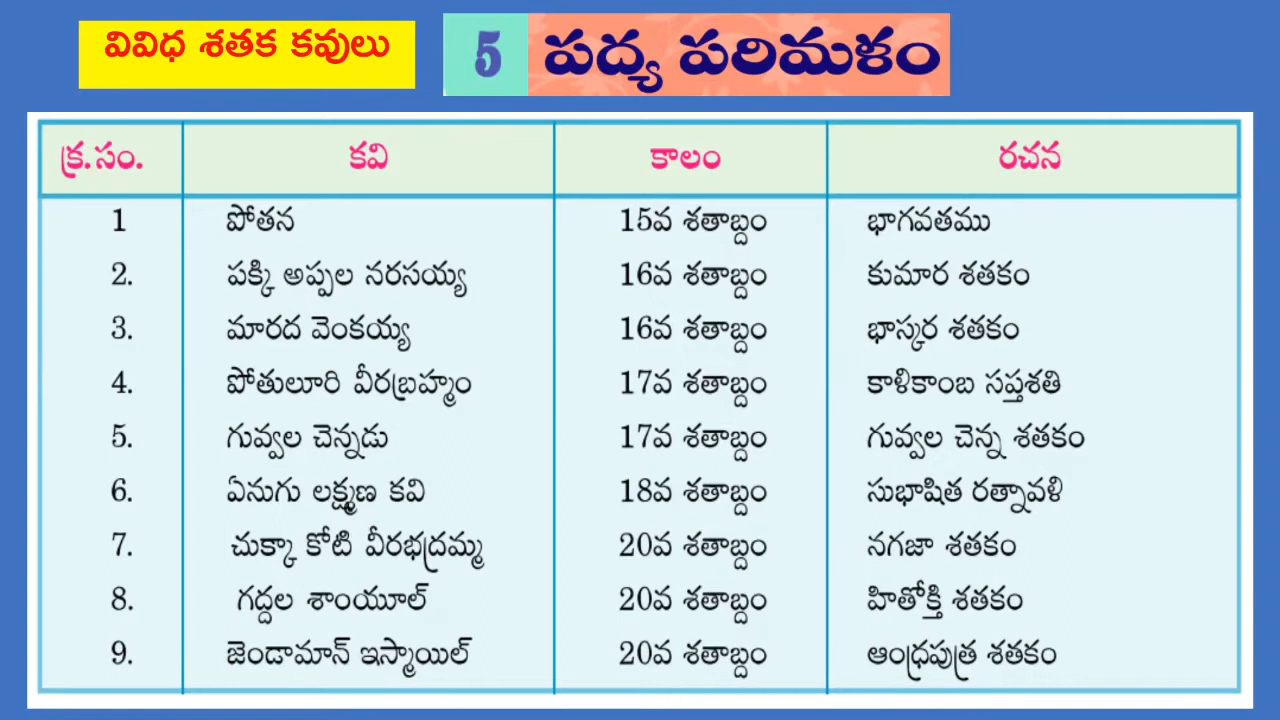 వివిధ శతక కవులు
5 పద్య పరిమళం
క్ర.సం. కవి కాలం రచన
1 పోతన 15వ శతాబ్దం భాగవతము
2. పక్కి అప్పల నరసయ్య 16వ శతాబ్దం కుమార శతకం
3. మారద వెంకయ్య 16వ శతాబ్దం భాస్కర శతకం
4. పోతులూరి వీరబ్రహ్మం 17వ శతాబ్దం కాళికాంబ సప్తశతి
5. గువ్వల చెన్నడు 17వ శతాబ్దం గువ్వల చెన్న శతకం
6. ఏనుగు లక్ష్మణ కవి 18వ శతాబ్దం సుభాషిత రత్నావళి
7. చుక్కా కోటి వీరభద్రమ్మ 20వ శతాబ్దం నగజా శతకం
8. గద్దల శాంయూల్ 20వ శతాబ్దం హితోక్తి శతకం
9. జెండామాన్ ఇస్మాయిల్ 20వ శతాబ్దం ఆంధ్రపుత్ర శతకం